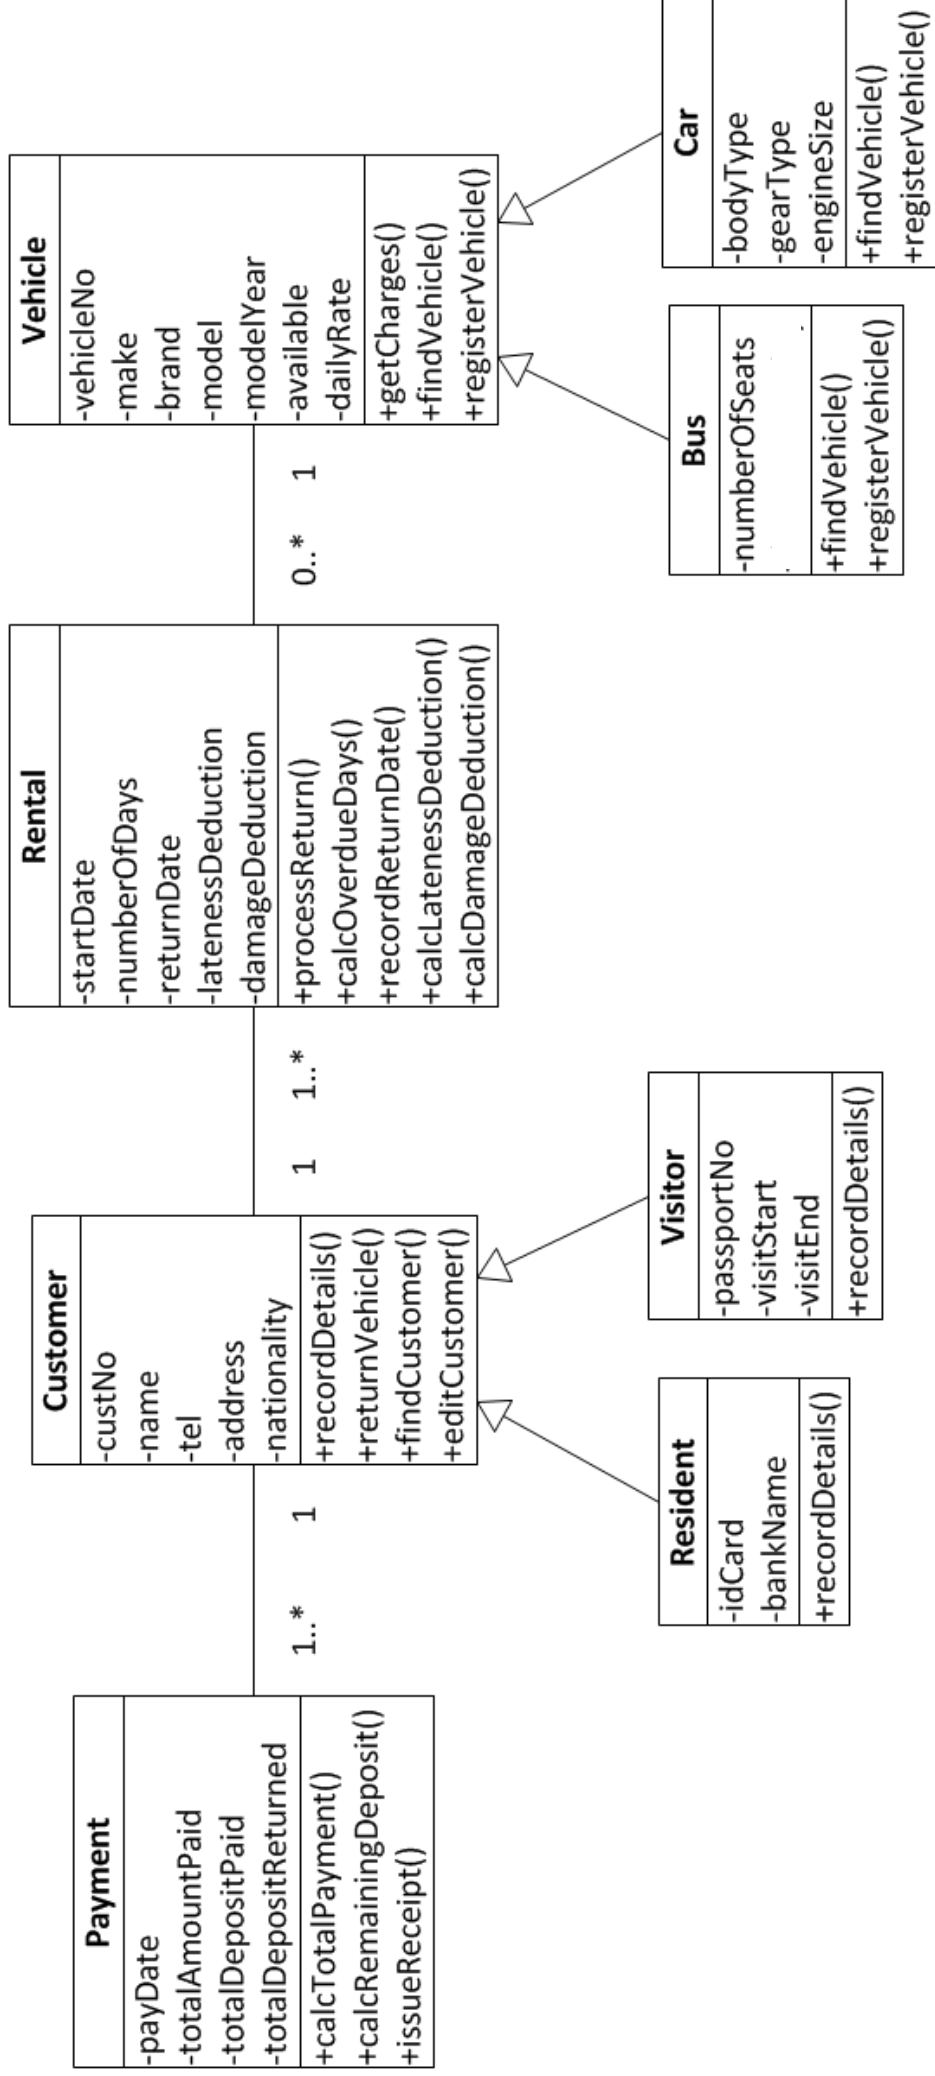 Payment
-payDate
-totalAmountPaid
-totalDepositPaid
-totalDepositReturned
+calcTotalPayment()
+calcRemainingDeposit()
+issueReceipt()
1..*
1
Customer
-custNo
-name
-tel
-address
-nationality
+recordDetails()
+returnVehicle()
+findCustomer()
+editCustomer()
1
1..*
Rental
-startDate
-numberOfDays
-returnDate
-latenessDeduction
-damageDeduction
+processReturn()
+calcOverdueDays()
+recordReturnDate()
+calcLatenessDeduction()
+calcDamageDeduction()
0..*
1
Vehicle
-vehicleNo
-make
-brand
-model
-modelYear
-available
-dailyRate
+getCharges()
+findVehicle()
+registerVehicle()
Resident
-idCard
-bankName
+recordDetails()
Visitor
-passportNo
-visitStart
-visitEnd
+recordDetails()
Bus
-numberOfSeats
+findVehicle()
+registerVehicle()
Car
-bodyType
-gearType
-engineSize
+findVehicle()
+registerVehicle()